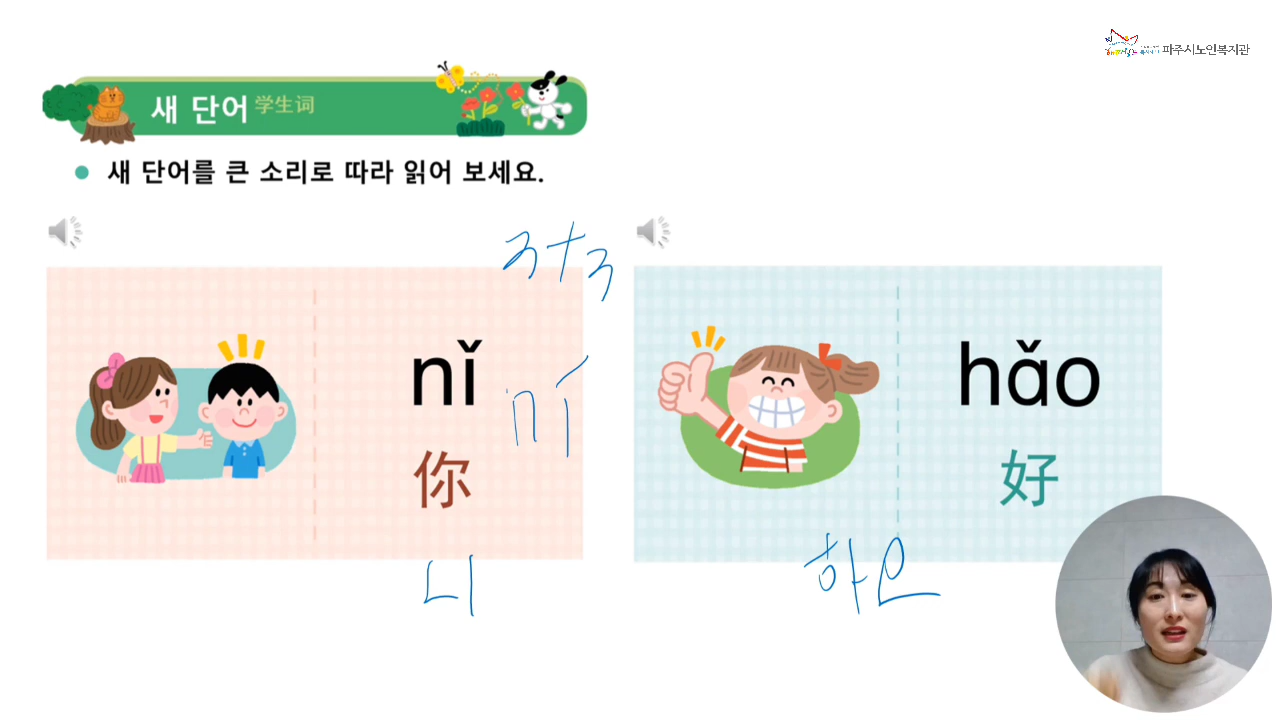 파주시노인복지관
새 단어 学生词
새 단어를 큰 소리로 따라 읽어 보세요.
3+3
nǐ
ní
你
니
hǎo
好
하오